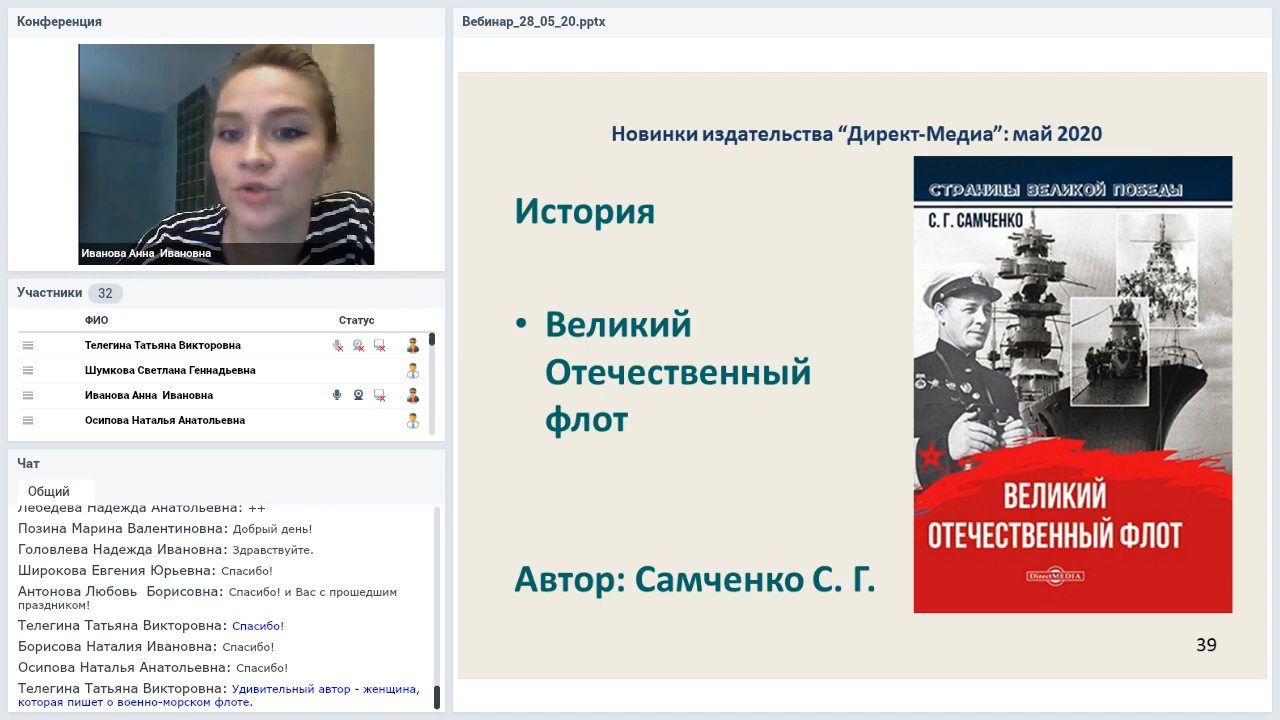 Конференция
Иванова Анна  Ивановна
Участники 32
ФИО Статус
Телегина Татьяна Викторовна
Шумкова Светлана Геннадьевна
Иванова Анна  Ивановна
Осипова Наталья Анатольевна
Чат
Общий
Лебедева Надежда Анатольевна: ++
Позина Марина Валентиновна: Добрый день!
Головлева Надежда Ивановна: Здравствуйте.
Широкова Евгения Юрьевна: Спасибо!
Антонова Любовь  Борисовна: Спасибо! и Вас с прошедшим
праздником!
Телегина Татьяна Викторовна: Спасибо!
Борисова Наталия Ивановна: Спасибо!
Осипова Наталья Анатольевна: Спасибо!
Телегина Татьяна Викторовна: Удивительный автор - женщина,
которая пишет о военно-морском флоте.
Вебинар_28_05_20.pptx
Новинки издательства “Директ-Медиа”: май 2020
История
• Великий
Отечественный
флот
Автор: Самченко С. Г.
СТРАНИЦЫ ВЕЛИКОЙ ПОБЕДЫ
С. Г. САМЧЕНКО
ВЕЛИКИЙ
ОТЕЧЕСТВЕННЫЙ ФЛОТ
DirectMEDIA
39